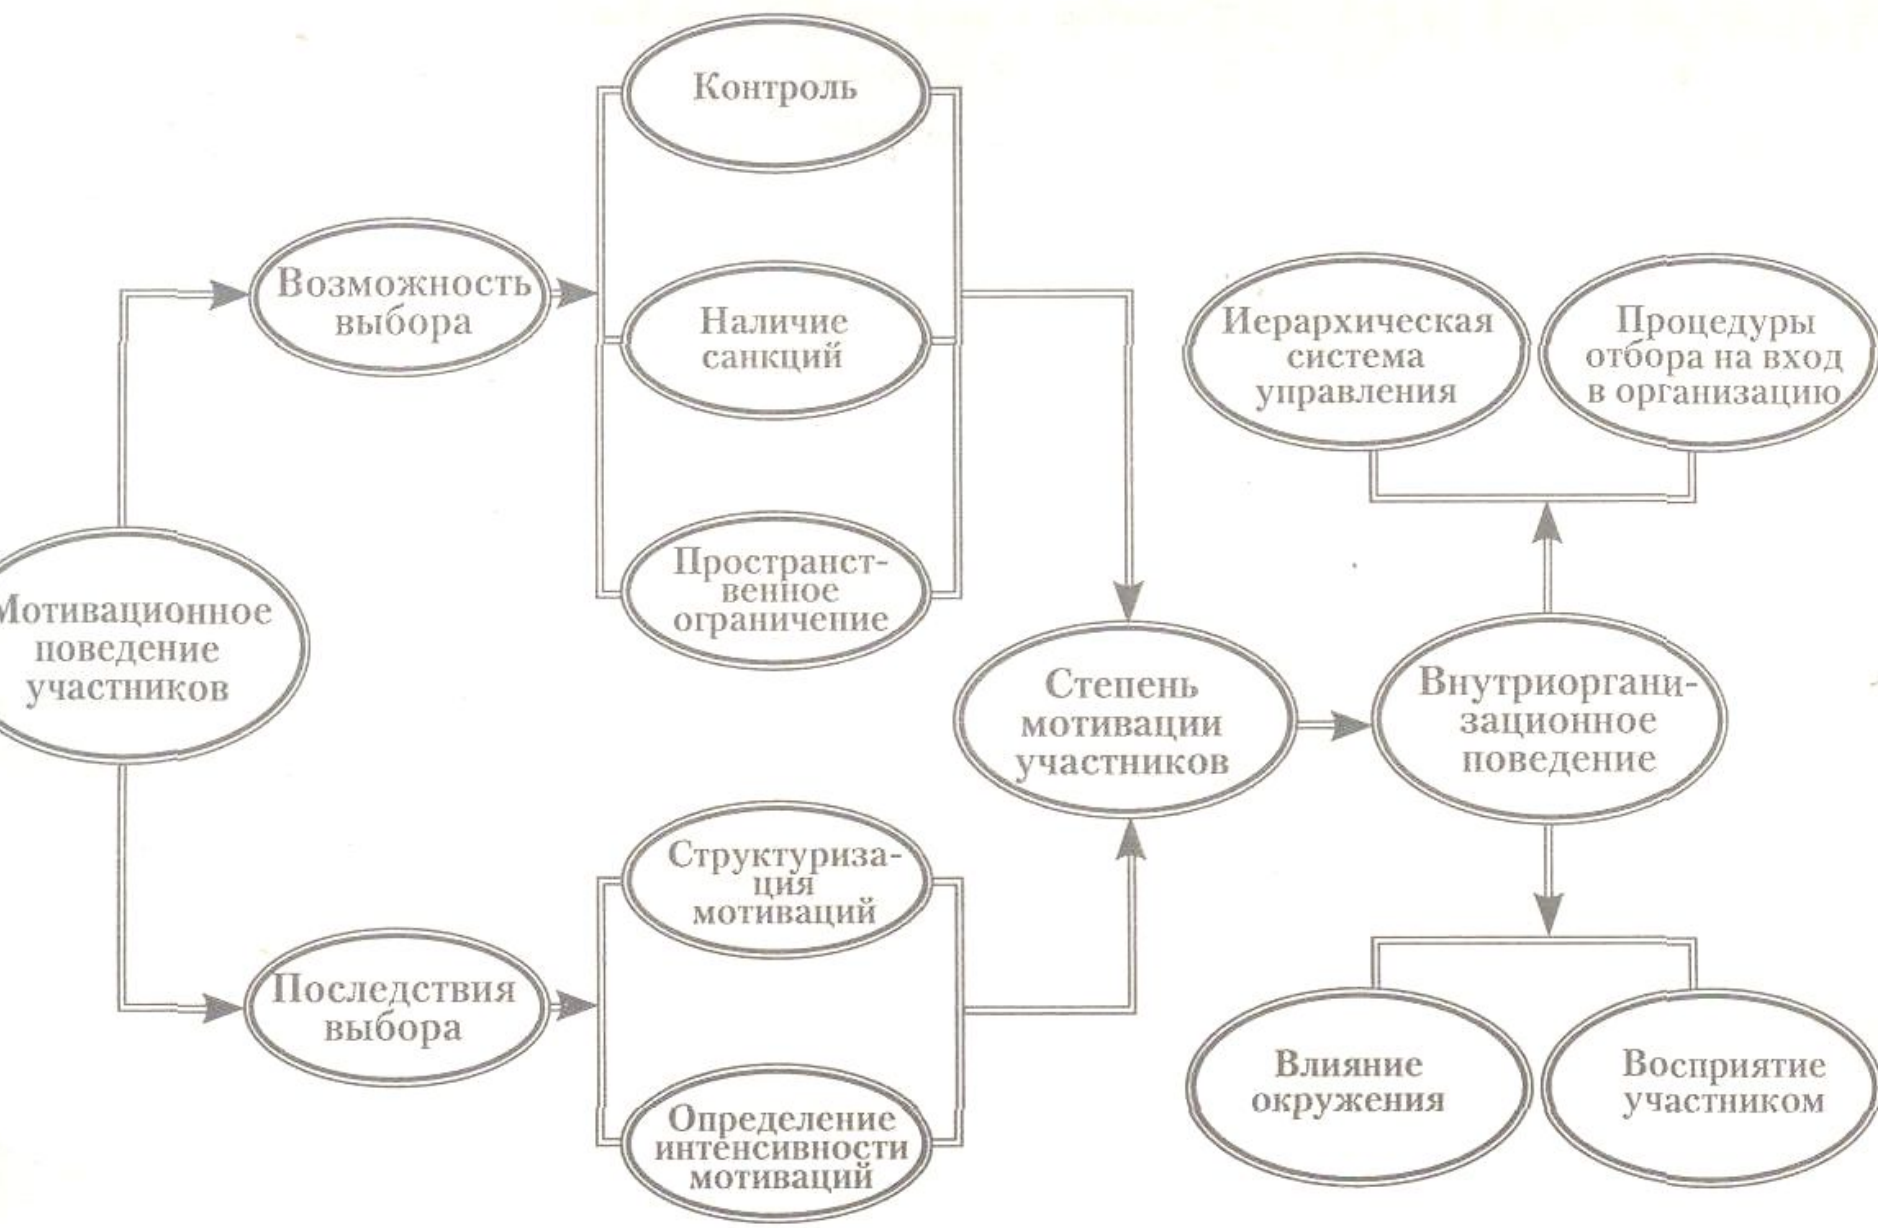 Контроль
Возможность
выбора
Наличие
санкций
Пространст-
венное
ограничение
Мотивационное
поведение
участников
Последствия
выбора
Структуриза-
ция
мотиваций
Определение
интенсивности
мотиваций
Степень
мотивации
участников
Внутриоргани-
зационное
поведение
Иерархическая
система
управления
Процедуры
отбора на вход
в организацию
Влияние
окружения
Восприятие
участником